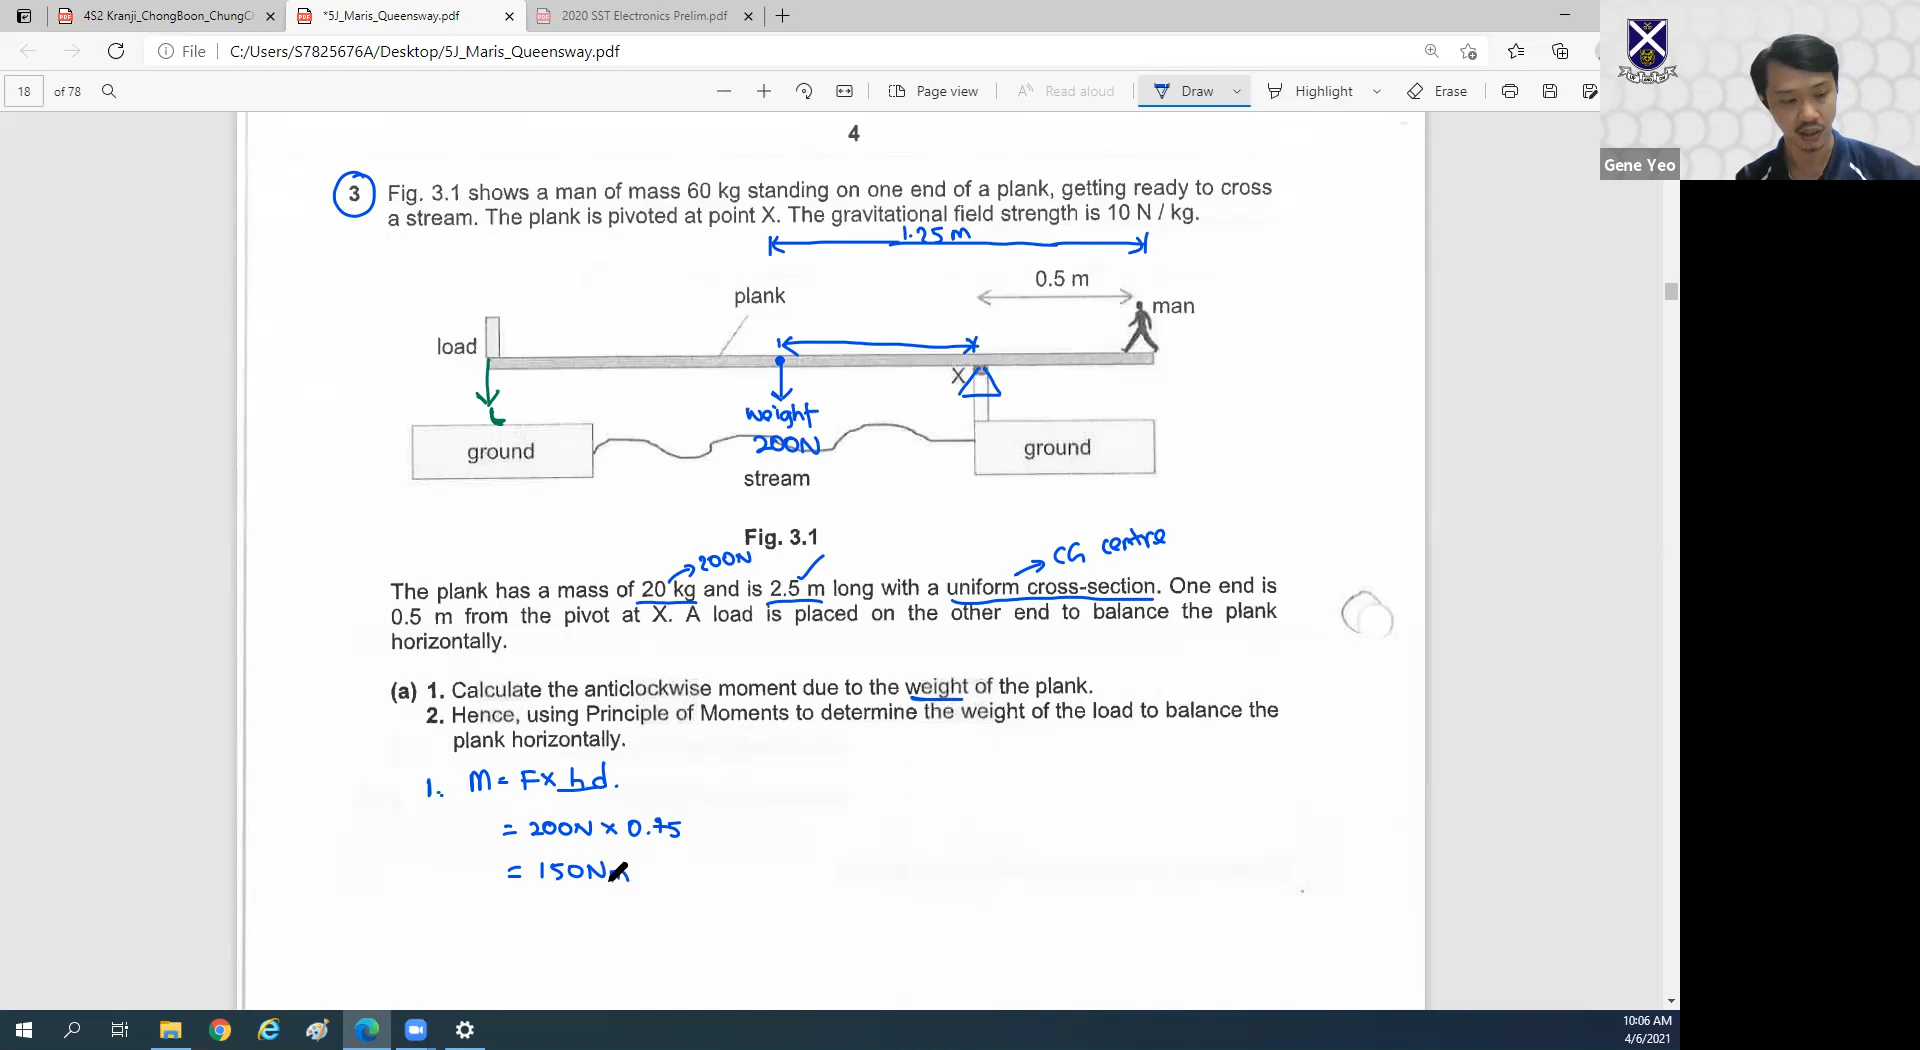 4S2 Kranji_ChongBoon_ChungCh
*5J_Maris_Queensway.pdf
2020 SST Electronics Prelim.pdf
File
C:/Users/S7825676A/Desktop/5J_Maris_Queensway.pdf
18 of 78
Page view
Read aloud
Draw
Highlight
Erase
Gene Yeo
4
3 Fig. 3.1 shows a man of mass 60 kg standing on one end of a plank, getting ready to cross
a stream. The plank is pivoted at point X. The gravitational field strength is 10 N / kg.
1.25 m
0.5 m
plank
man
load
X
weight
200N
ground
ground
stream
Fig. 3.1
200N
CG centre
The plank has a mass of 20 kg and is 2.5 m long with a uniform cross-section. One end is
0.5 m from the pivot at X. A load is placed on the other end to balance the plank
horizontally.
(a) 1. Calculate the anticlockwise moment due to the weight of the plank.
2. Hence, using Principle of Moments to determine the weight of the load to balance the
plank horizontally.
1. M = F x h d.
= 200N x 0.75
= 150N
10:06 AM
4/6/2021